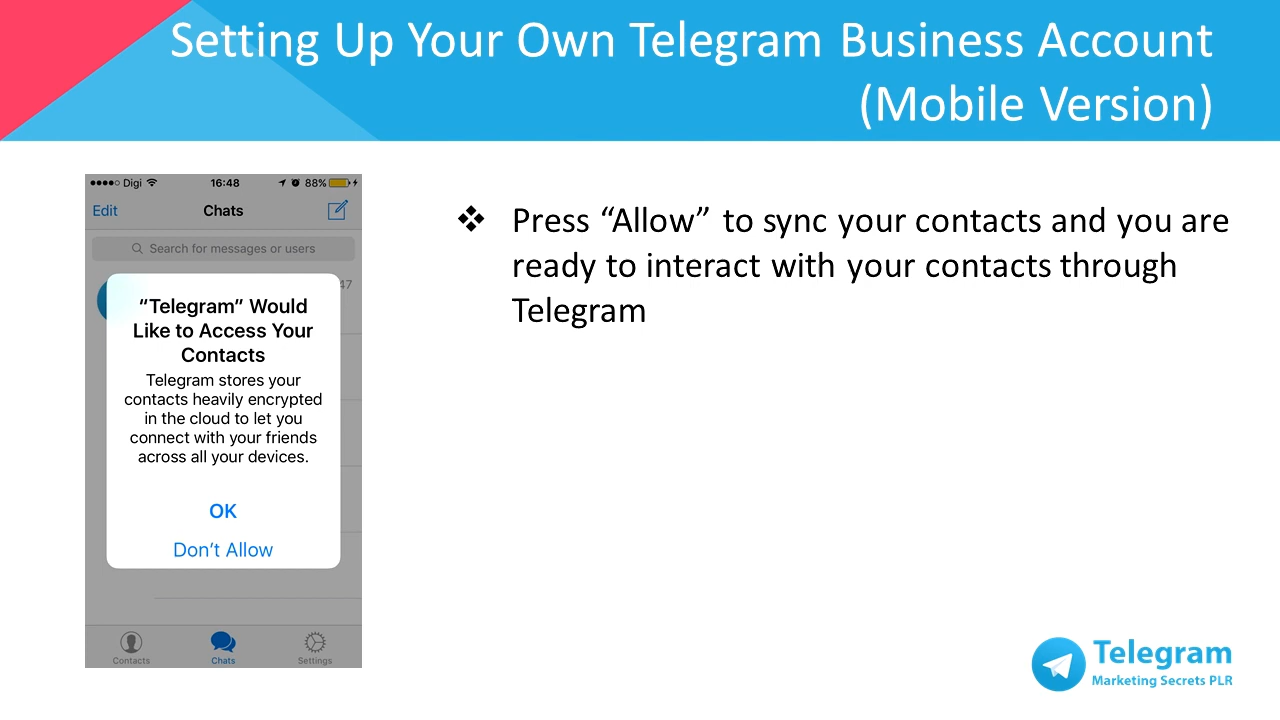 Setting Up Your Own Telegram Business Account
(Mobile Version)
Digi 16:48 88%
Edit Chats
Search for messages or users
47
“Telegram” Would
Like to Access Your
Contacts
Telegram stores your
contacts heavily encrypted
in the cloud to let you
connect with your friends
across all your devices.
OK
Don’t Allow
Contacts Chats Settings
❖ Press “Allow” to sync your contacts and you are
ready to interact with your contacts through
Telegram
Telegram
Marketing Secrets PLR